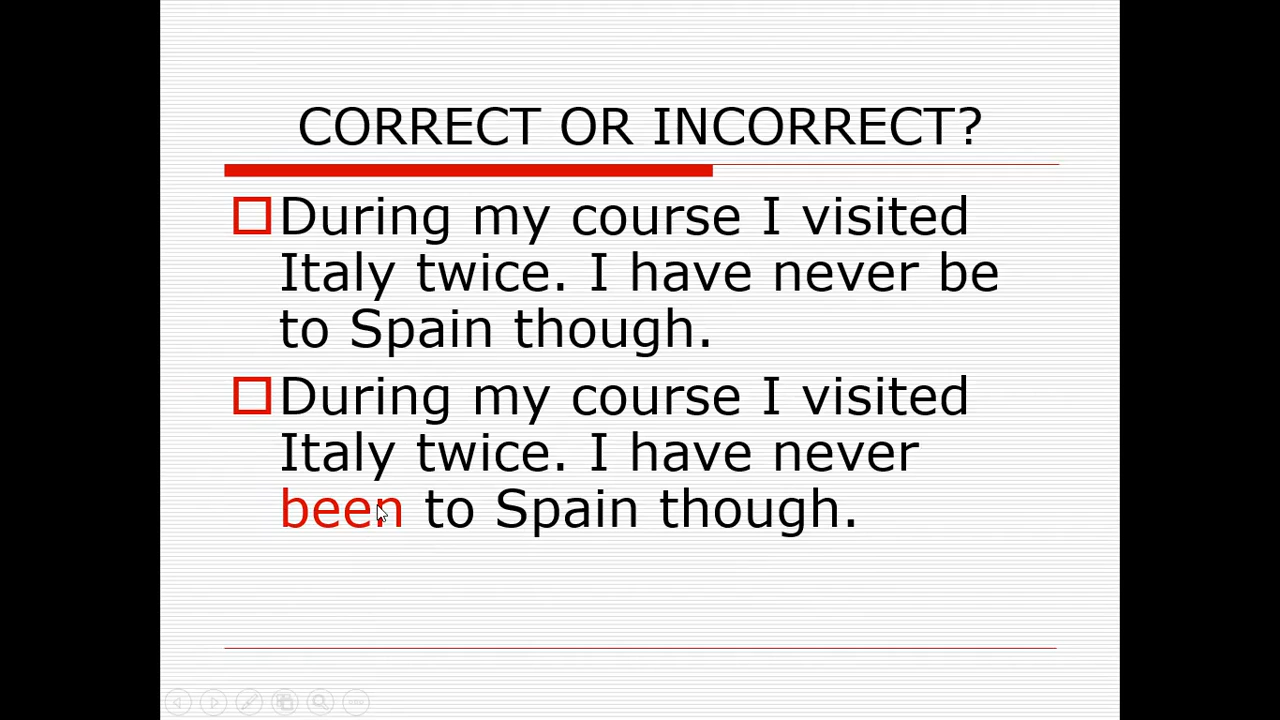 CORRECT OR INCORRECT?
During my course I visited
Italy twice. I have never be
to Spain though.
During my course I visited
Italy twice. I have never
been to Spain though.